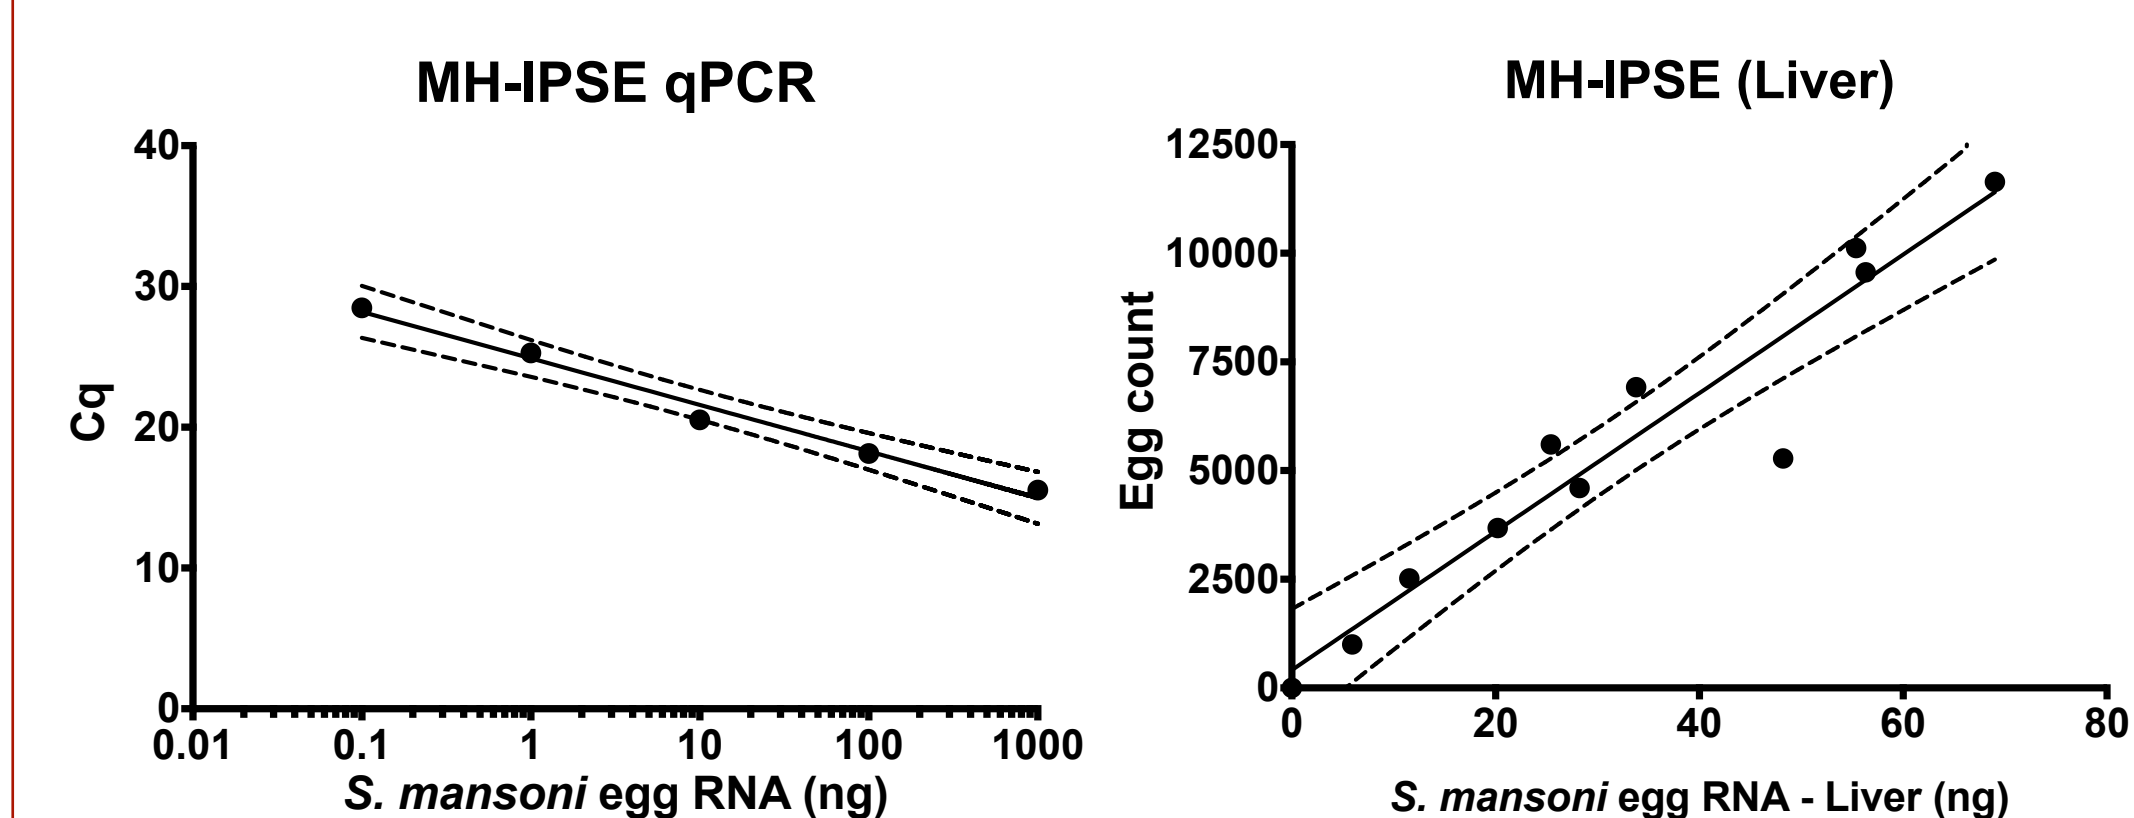 MH-IPSE qPCR
40
30
20
10
0
Cq
0.01 0.1 1 10 100 1000
S. mansoni egg RNA (ng)
MH-IPSE (Liver)
12500
10000
7500
5000
2500
0
Egg count
0 20 40 60 80
S. mansoni egg RNA - Liver (ng)